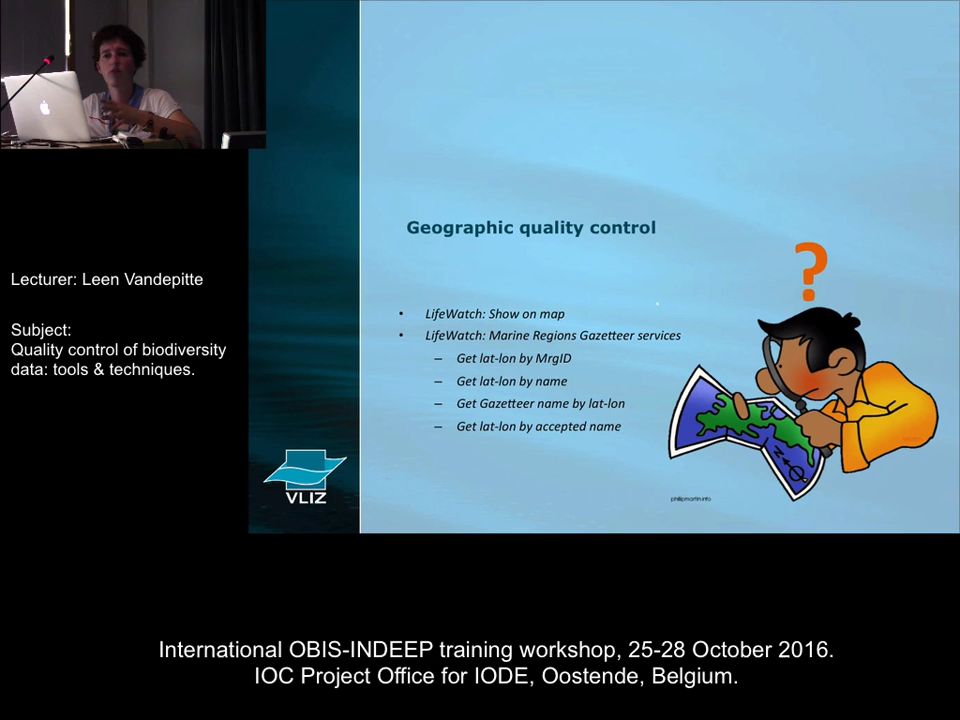 Geographic quality control
?
Lecturer: Leen Vandepitte
Subject:
Quality control of biodiversity
data: tools & techniques.
• LifeWatch: Show on map
• LifeWatch: Marine Regions Gazetteer services
– Get lat-lon by MrgID
– Get lat-lon by name
– Get Gazetteer name by lat-lon
– Get lat-lon by accepted name
N
VLIZ
philipmartin.info
International OBIS-INDEEP training workshop, 25-28 October 2016.
IOC Project Office for IODE, Oostende, Belgium.